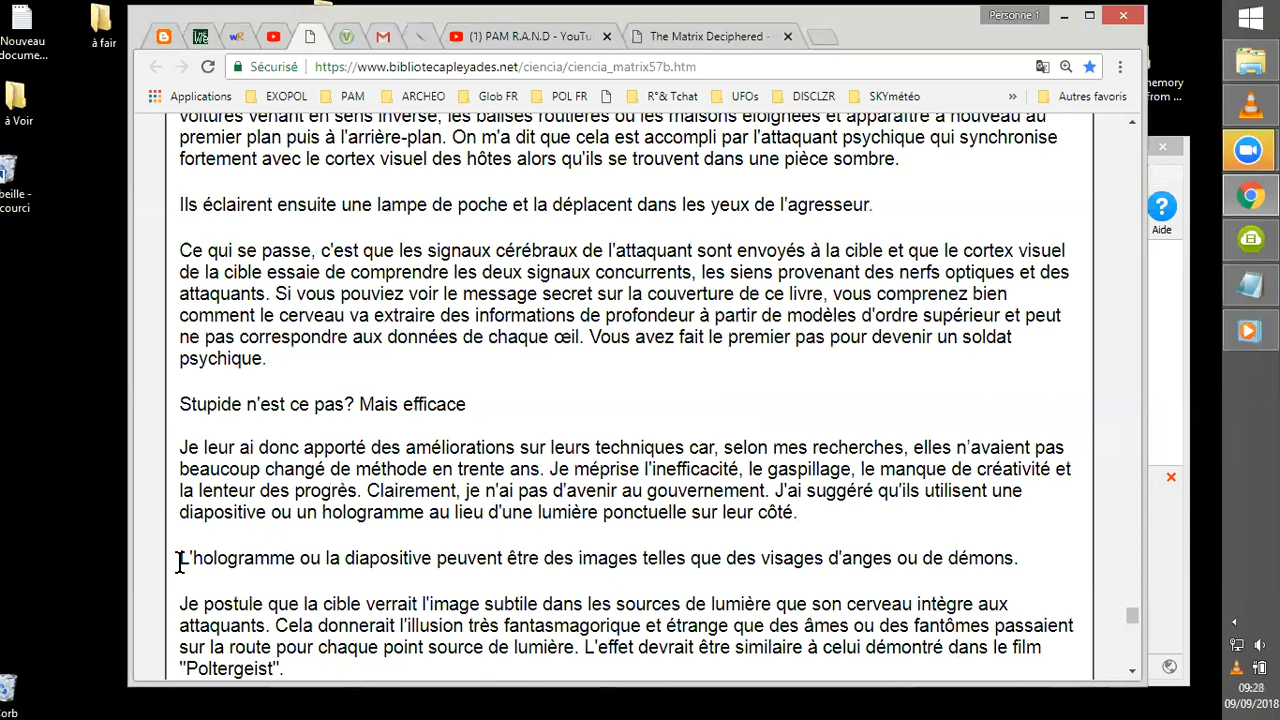 Personne 1
Nouveau
docume...
à fair
(1) PAM R.A.N.D - YouTu
The Matrix Deciphered -
Sécurisé
https://www.bibliotecapleyades.net/ciencia/ciencia_matrix57b.htm
Applications
EXOPOL
PAM
ARCHEO
Glob FR
POL FR
R°& Tchat
UFOs
DISCLZR
SKYmétéo
»
Autres favoris
à Voir
emory
from ...
voitures venant en sens inverse, les balises routières ou les maisons éloignées et apparaître à nouveau au
premier plan puis à l'arrière-plan. On m'a dit que cela est accompli par l'attaquant psychique qui synchronise
fortement avec le cortex visuel des hôtes alors qu'ils se trouvent dans une pièce sombre.
Ils éclairent ensuite une lampe de poche et la déplacent dans les yeux de l'agresseur.
Ce qui se passe, c'est que les signaux cérébraux de l'attaquant sont envoyés à la cible et que le cortex visuel
de la cible essaie de comprendre les deux signaux concurrents, les siens provenant des nerfs optiques et des
attaquants. Si vous pouviez voir le message secret sur la couverture de ce livre, vous comprenez bien
comment le cerveau va extraire des informations de profondeur à partir de modèles d'ordre supérieur et peut
ne pas correspondre aux données de chaque œil. Vous avez fait le premier pas pour devenir un soldat
psychique.
Stupide n'est ce pas? Mais efficace
Je leur ai donc apporté des améliorations sur leurs techniques car, selon mes recherches, elles n’avaient pas
beaucoup changé de méthode en trente ans. Je méprise l'inefficacité, le gaspillage, le manque de créativité et
la lenteur des progrès. Clairement, je n'ai pas d'avenir au gouvernement. J'ai suggéré qu'ils utilisent une
diapositive ou un hologramme au lieu d'une lumière ponctuelle sur leur côté.
L'hologramme ou la diapositive peuvent être des images telles que des visages d'anges ou de démons.
Je postule que la cible verrait l'image subtile dans les sources de lumière que son cerveau intègre aux
attaquants. Cela donnerait l'illusion très fantasmagorique et étrange que des âmes ou des fantômes passaient
sur la route pour chaque point source de lumière. L'effet devrait être similaire à celui démontré dans le film
"Poltergeist".
eille -
courci
Corb
Aide
09:28
09/09/2018